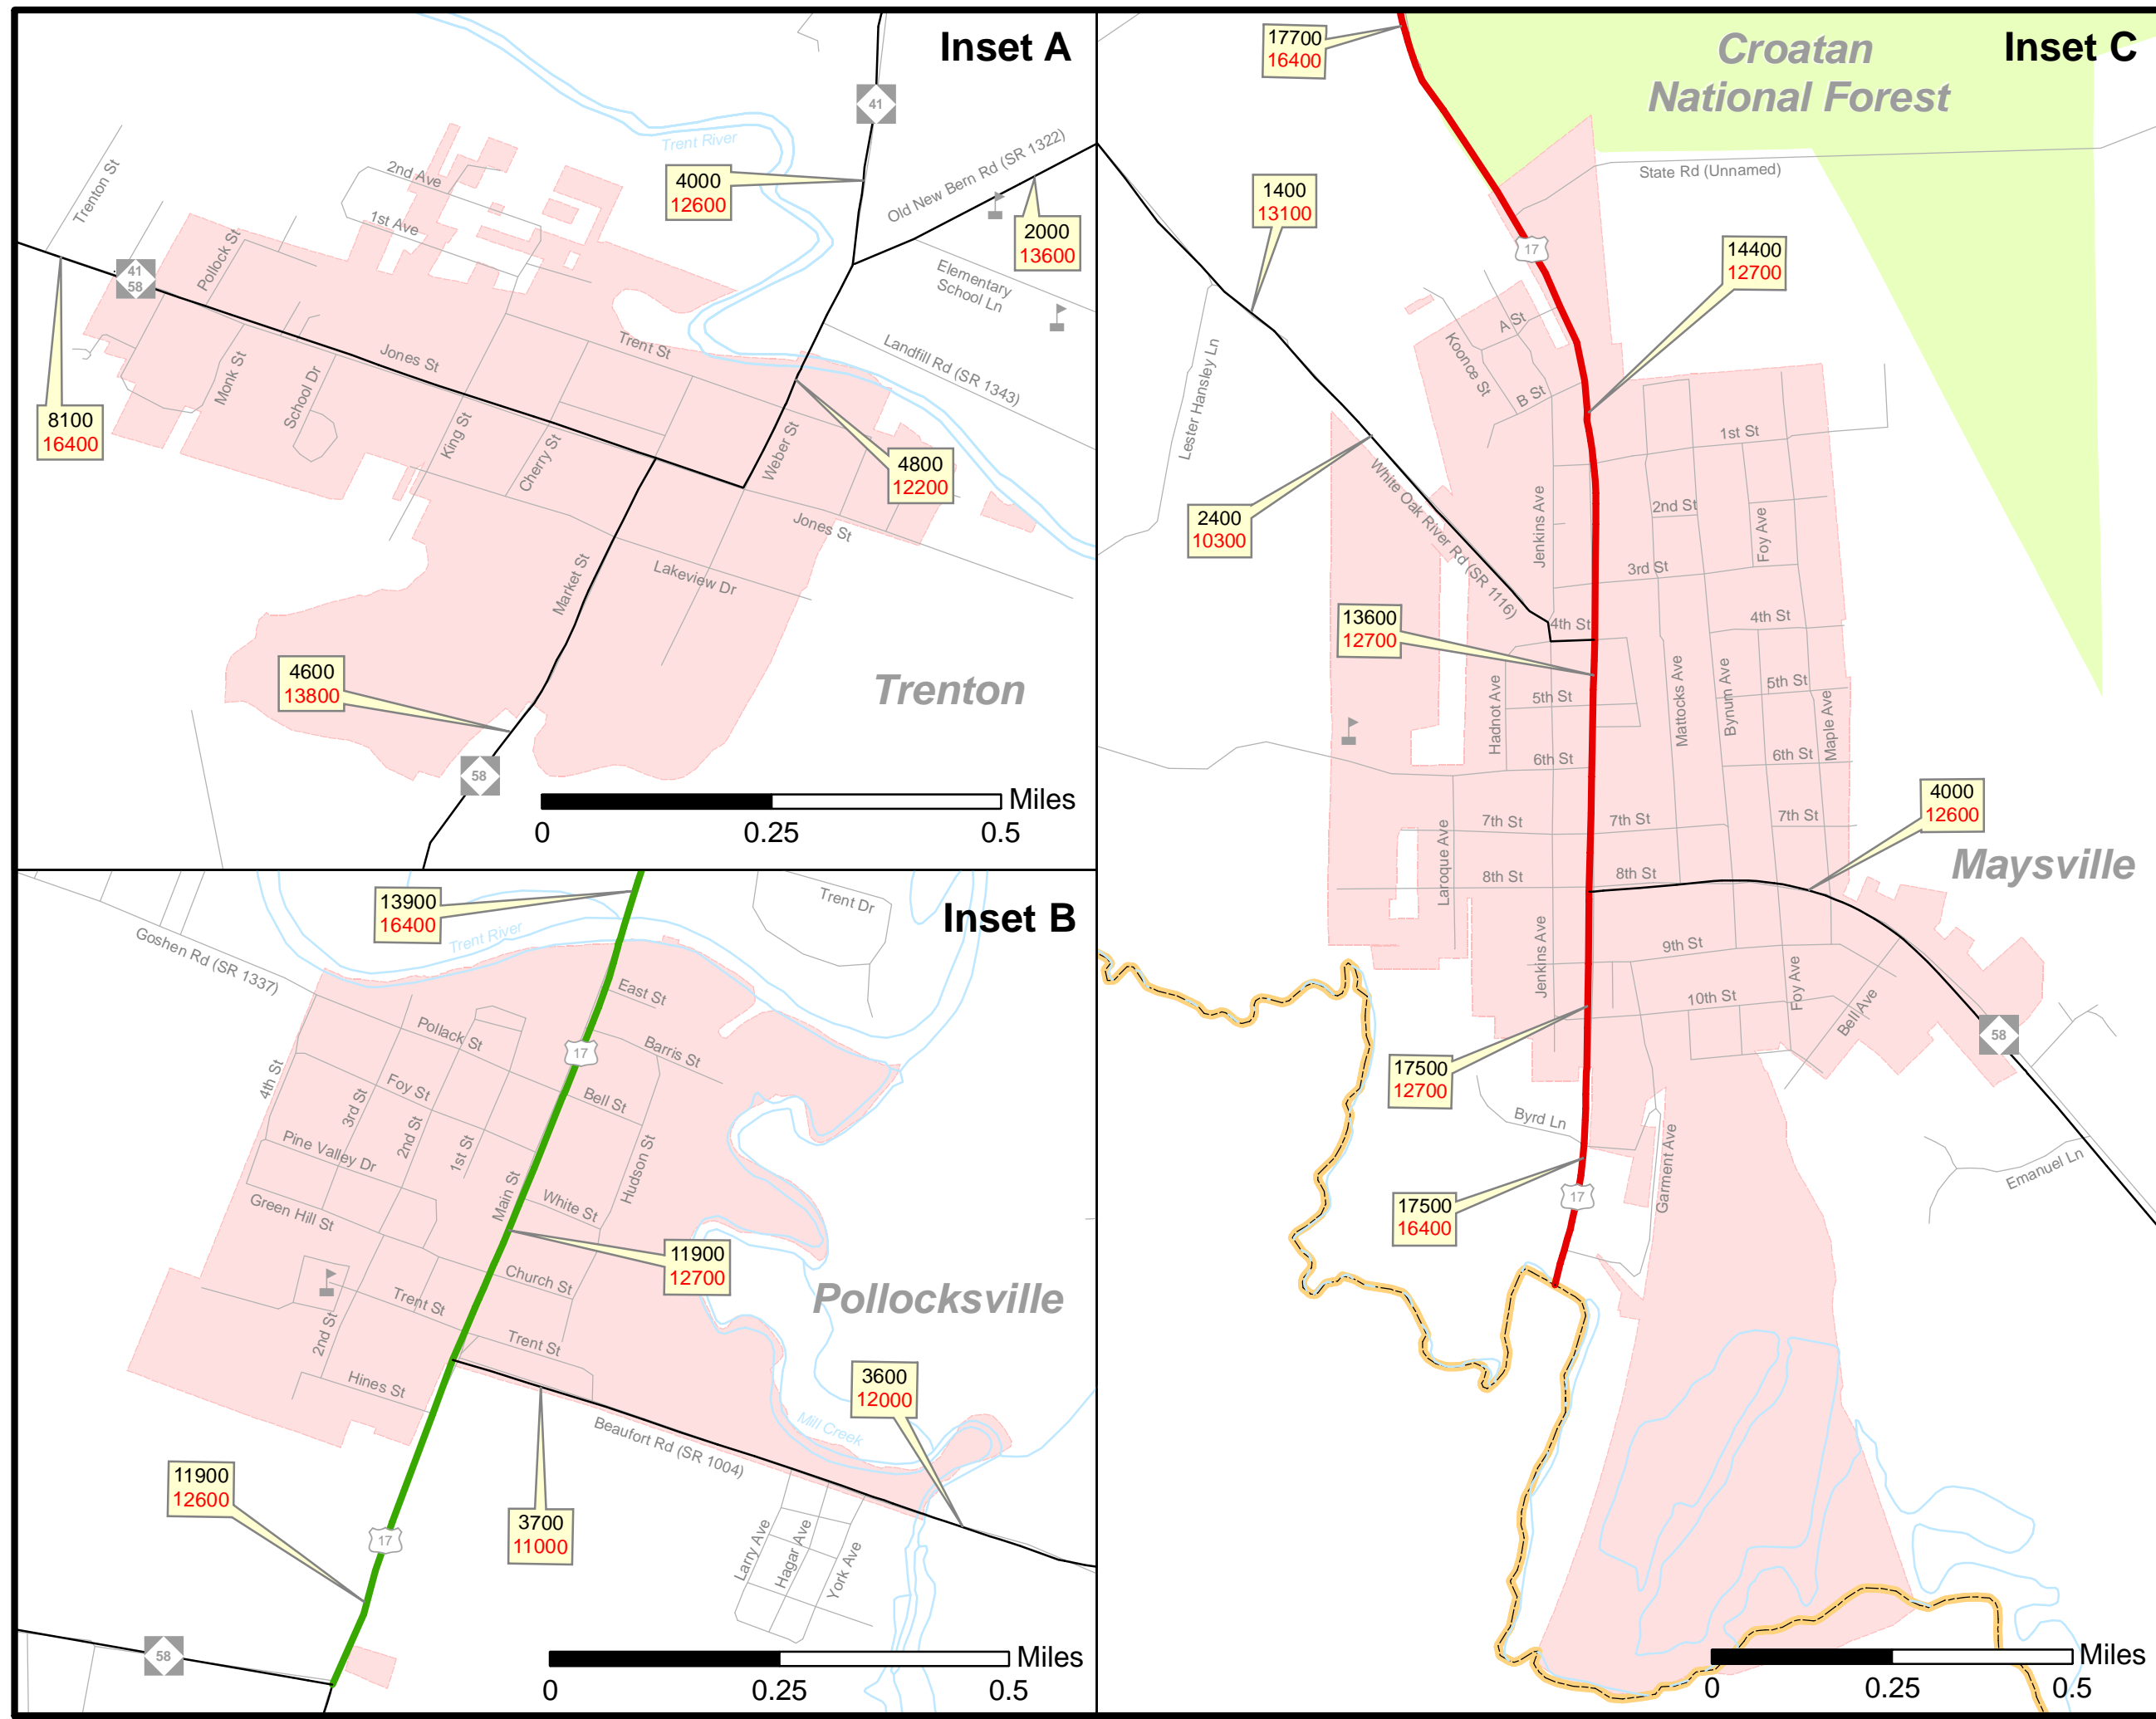 Inset A
Trent River
41
Old New Bern Rd (SR 1322)
4000
12600
2000
13600
Trenton St
2nd Ave
1st Ave
Pollock St
41
58
Elementary
School Ln
Landfill Rd (SR 1343)
Trent St
Jones St
Monk St
School Dr
King St
Cherry St
Weber St
8100
16400
4800
12200
Jones St
Lakeview Dr
Market St
4600
13800
Trenton
58
Miles
0
0.25
0.5
Inset B
13900
16400
Trent Dr
Trent River
Goshen Rd (SR 1337)
East St
Pollack St
17
Barris St
4th St
Foy St
3rd St
2nd St
1st St
Bell St
Pine Valley Dr
Main St
Hudson St
White St
Green Hill St
11900
12700
Church St
Pollocksville
Trent St
2nd St
Trent St
Hines St
3600
12000
Mill Creek
Beaufort Rd (SR 1004)
11900
12600
3700
11000
17
Larry Ave
Hagar Ave
York Ave
58
Miles
0
0.25
0.5
Inset C
17700
16400
Croatan
National Forest
State Rd (Unnamed)
1400
13100
17
14400
12700
A St
Koonce St
B St
Lester Hansley Ln
1st St
White Oak River Rd (SR 1116)
2400
10300
Jenkins Ave
2nd St
Foy Ave
3rd St
13600
12700
4th St
4th St
Hadnot Ave
5th St
Mattocks Ave
Bynum Ave
5th St
Maple Ave
6th St
6th St
4000
12600
7th St
7th St
7th St
Laroque Ave
8th St
8th St
Maysville
Jenkins Ave
9th St
Foy Ave
10th St
Bell Ave
58
17500
12700
Byrd Ln
Garment Ave
Emanuel Ln
17500
16400
17
Miles
0
0.25
0.5